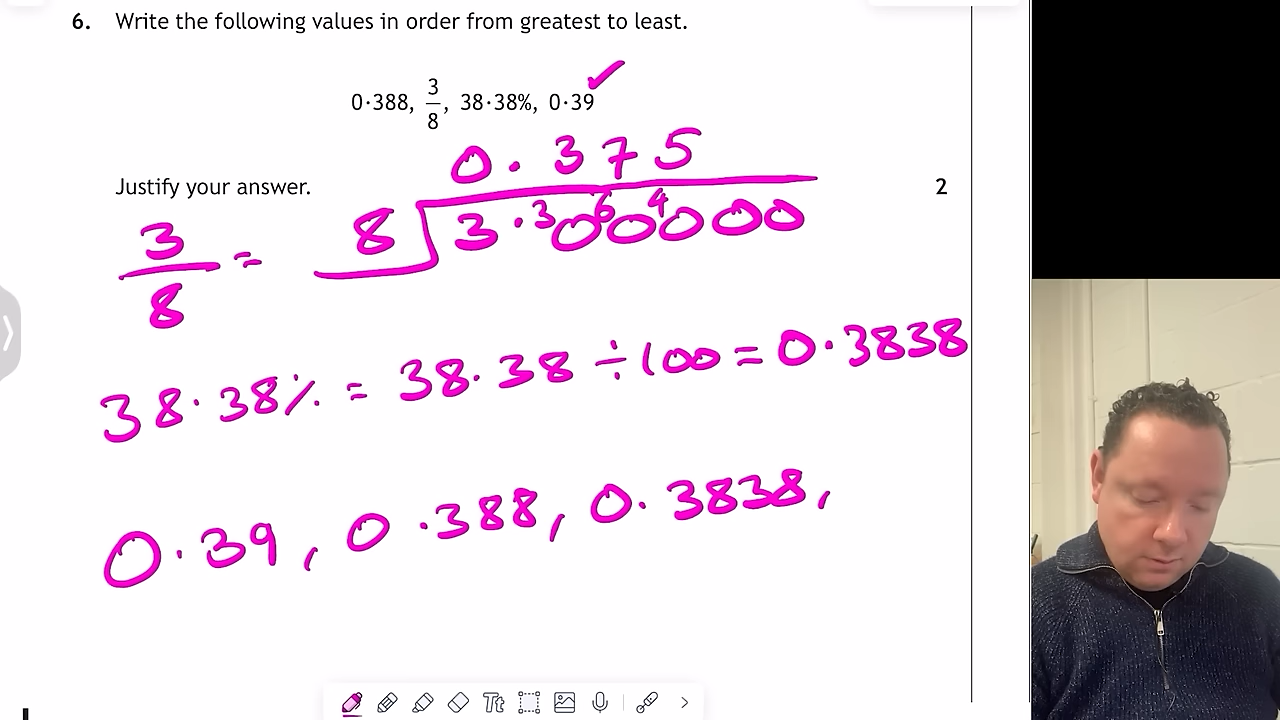 6. Write the following values in order from greatest to least.
0·388, 3/8, 38·38%, 0·39 ✓
Justify your answer. 2
0.375
3/8 = 8 3.³0⁶0⁴0000
38.38% = 38.38 ÷ 100 = 0.3838
0.39, 0.388, 0.3838,
Tt